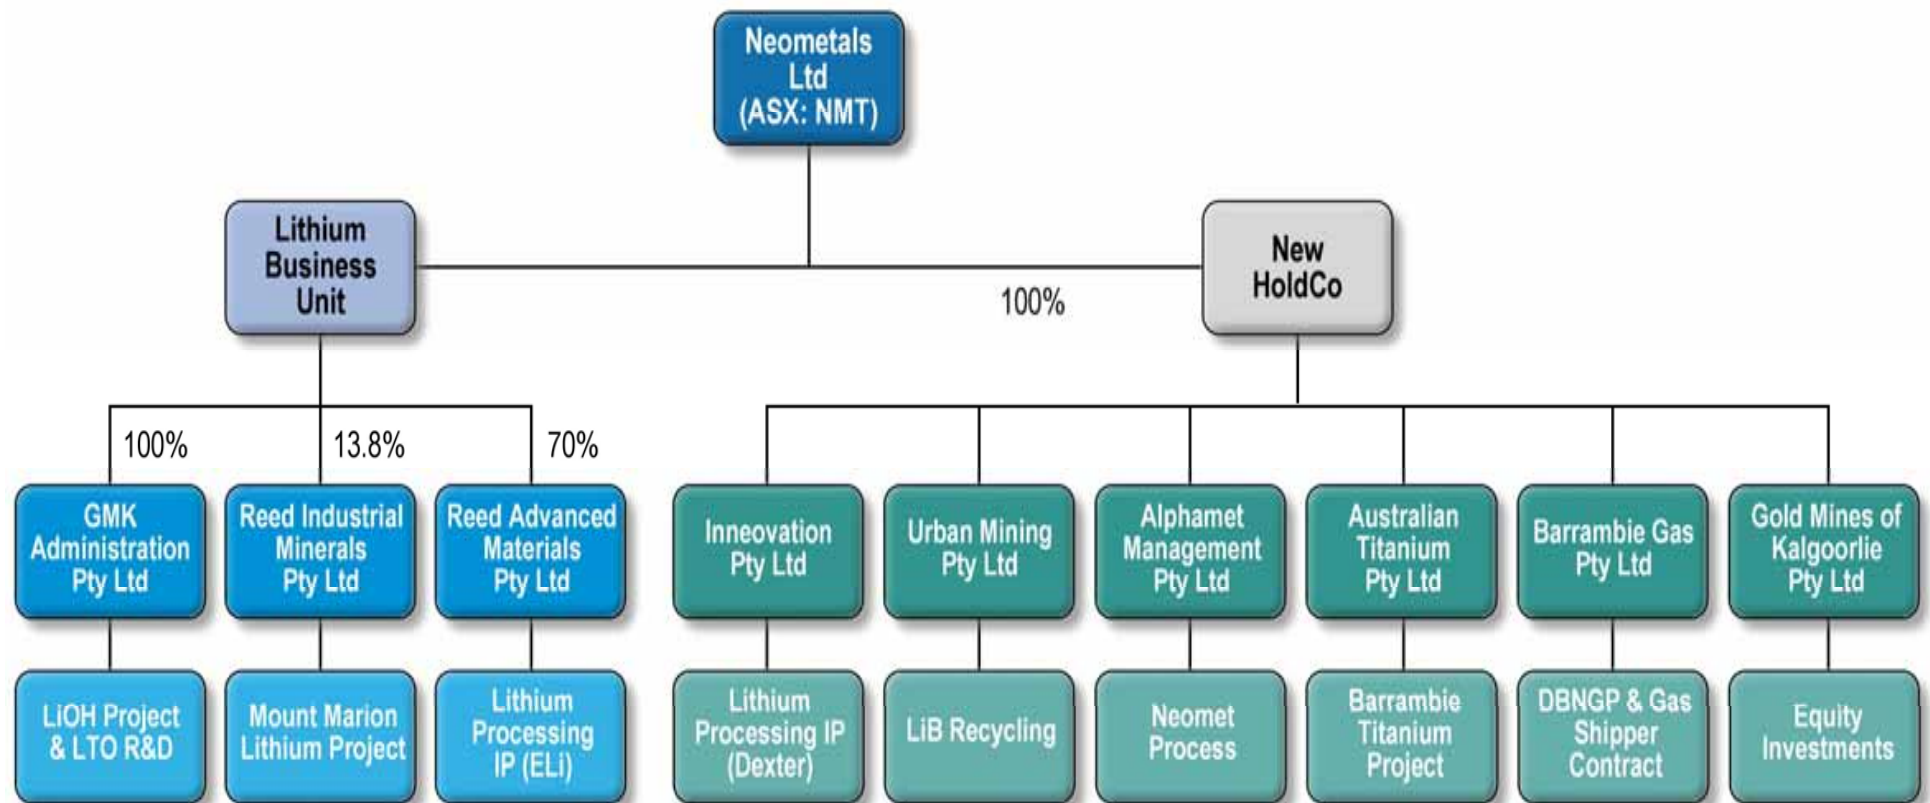 Neometals
Ltd
(ASX: NMT)
Lithium
Business
Unit
New
HoldCo
100%
100%
13.8%
70%
GMK
Administration
Pty Ltd
Reed Industrial
Minerals
Pty Ltd
Reed Advanced
Materials
Pty Ltd
Inneovation
Pty Ltd
Urban Mining
Pty Ltd
Alphamet
Management
Pty Ltd
Australian
Titanium
Pty Ltd
Barrambie Gas
Pty Ltd
Gold Mines of
Kalgoorlie
Pty Ltd
LiOH Project
& LTO R&D
Mount Marion
Lithium Project
Lithium
Processing
IP (ELi)
Lithium
Processing IP
(Dexter)
LiB Recycling
Neomet
Process
Barrambie
Titanium
Project
DBNGP & Gas
Shipper
Contract
Equity
Investments